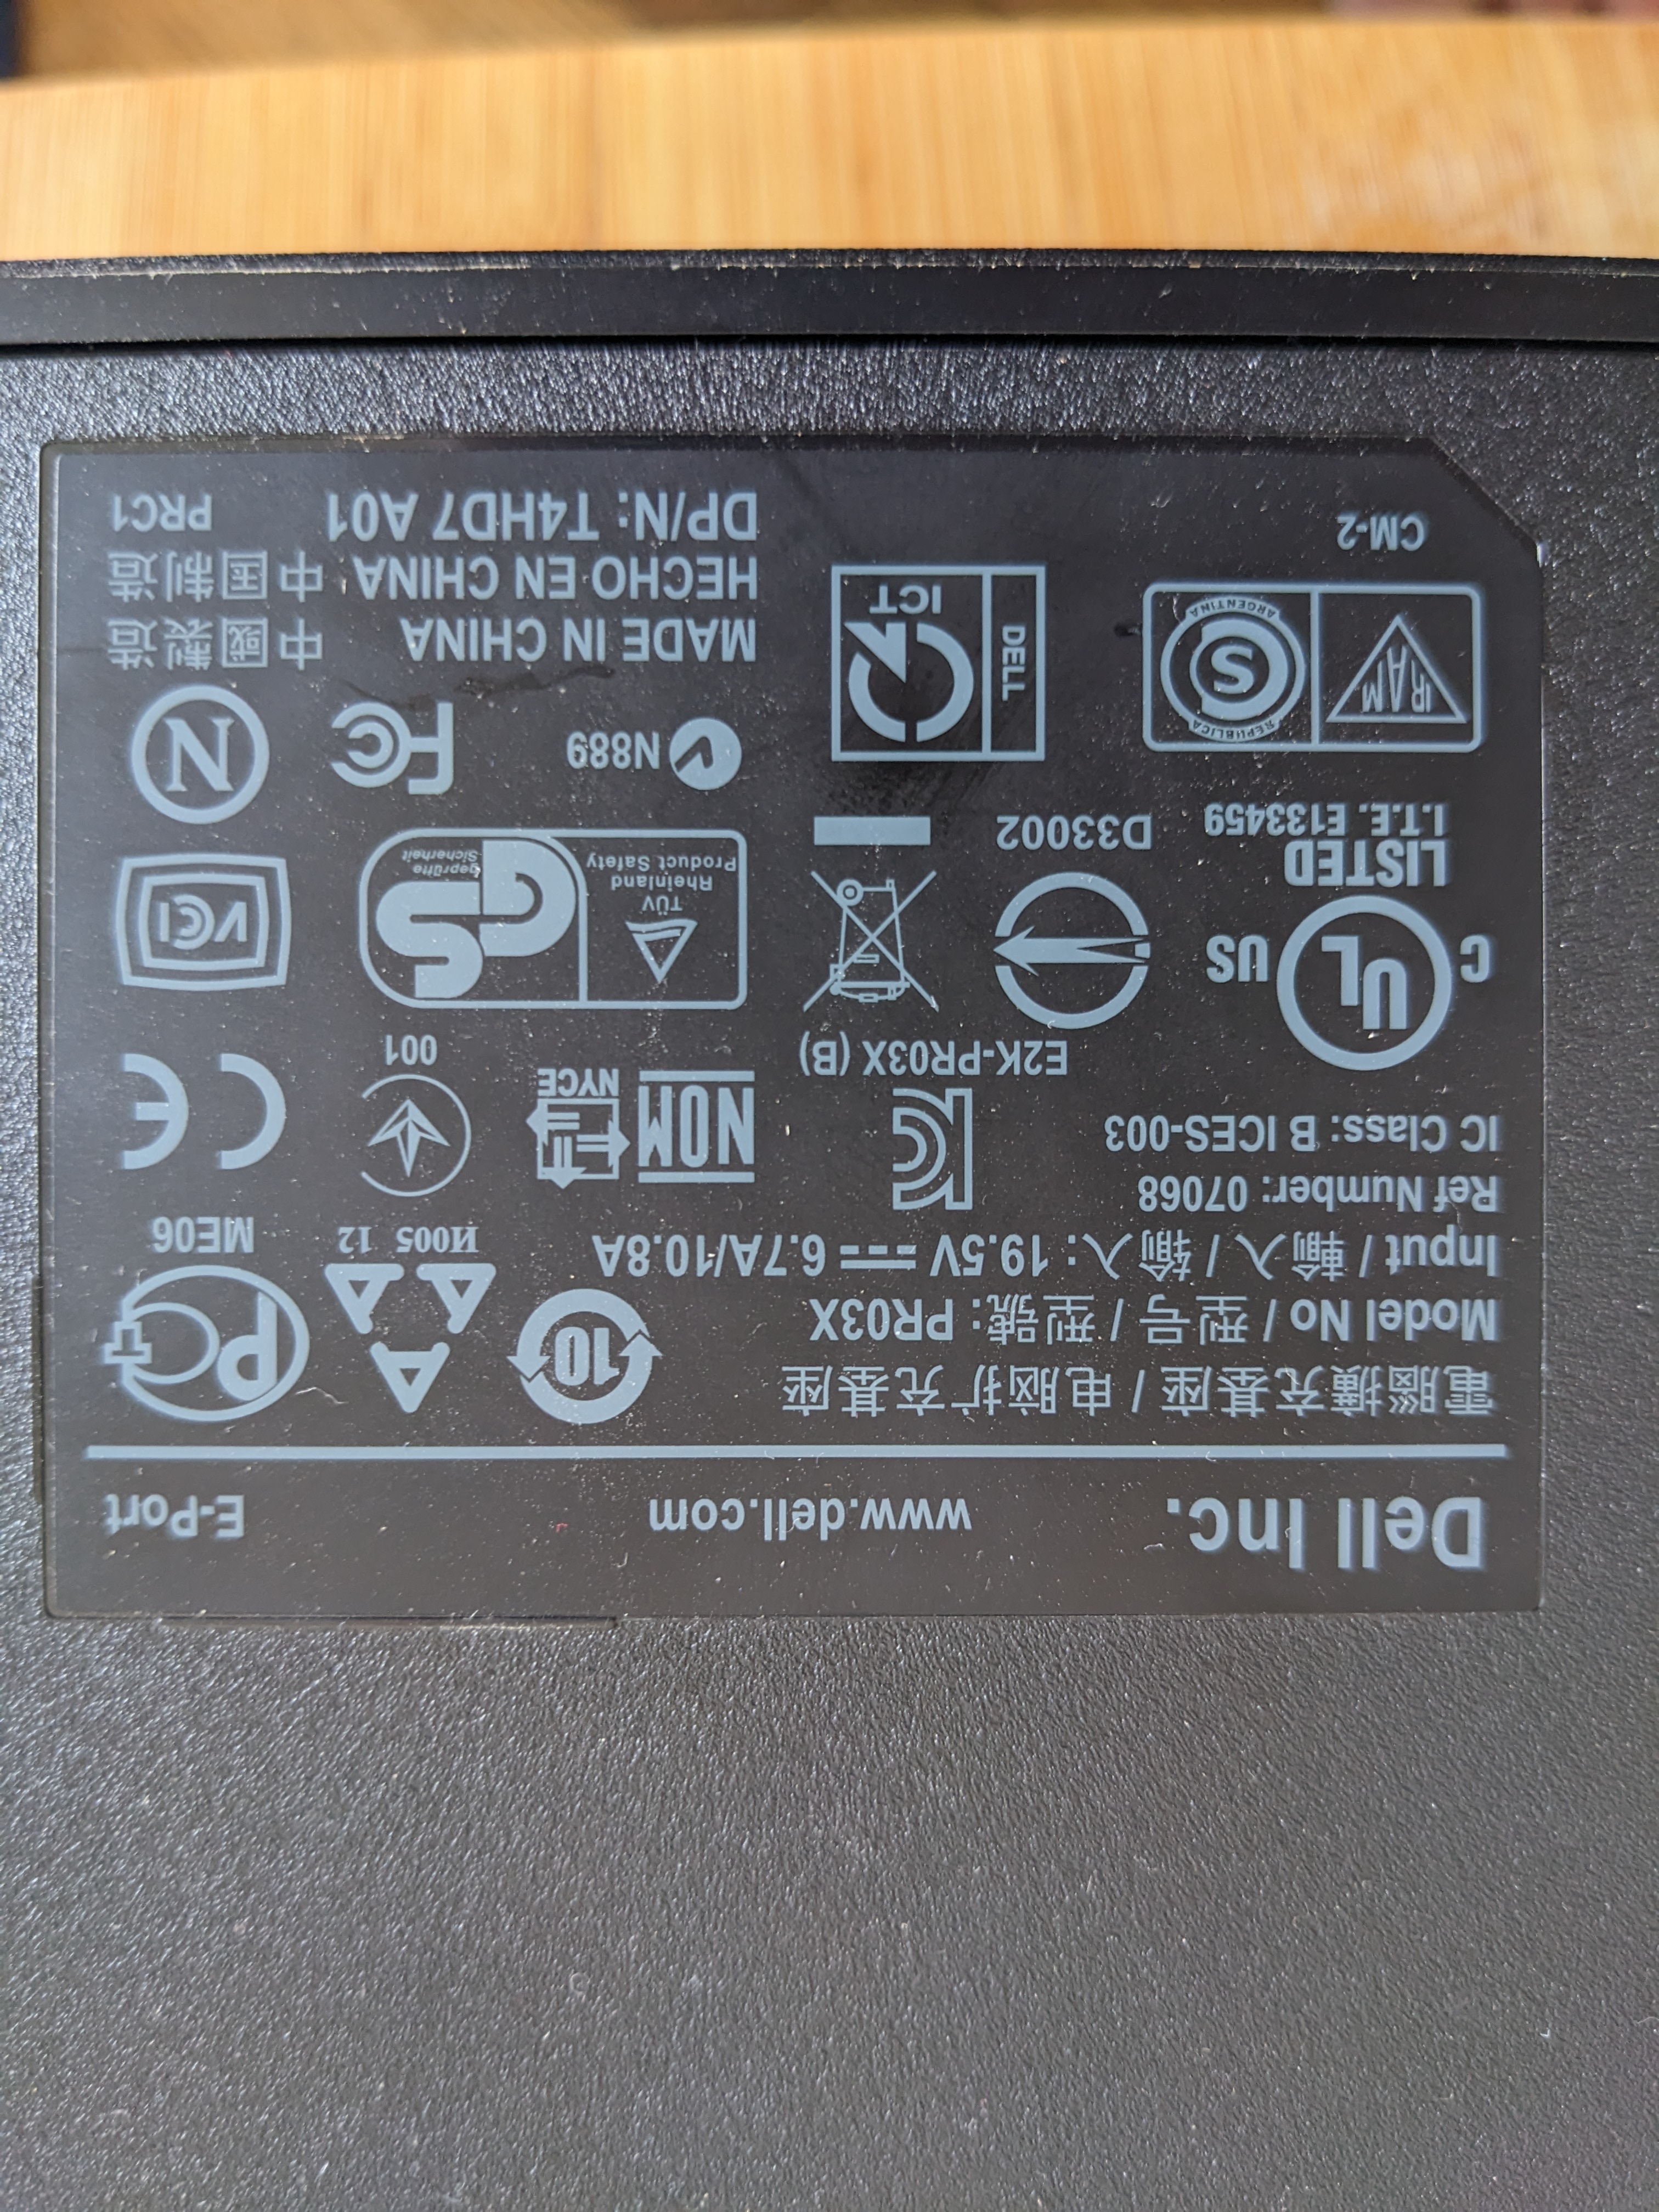 Dell Inc. www.dell.com E-Port
電腦擴充基座 / 电脑扩充基座
Model No / 型号 / 型號: PR03X
Input / 輸入 / 输入: 19.5V 6.7A/10.8A
Ref Number: 07068
IC Class: B ICES-003
10
И005 12
PCT
ME06
E2K-PR03X (B)
NOM
NYCE
001
CE
C UL US
LISTED
I.T.E. E133459
D33002
TÜV
Rheinland
Product Safety
GS
geprüfte
Sicherheit
VCI
IRAM
REPUBLICA
S
ARGENTINA
CM-2
DELL
ICT
N889
FC
N
MADE IN CHINA 中國製造
HECHO EN CHINA 中国制造
DP/N: T4HD7 A01 PRC1